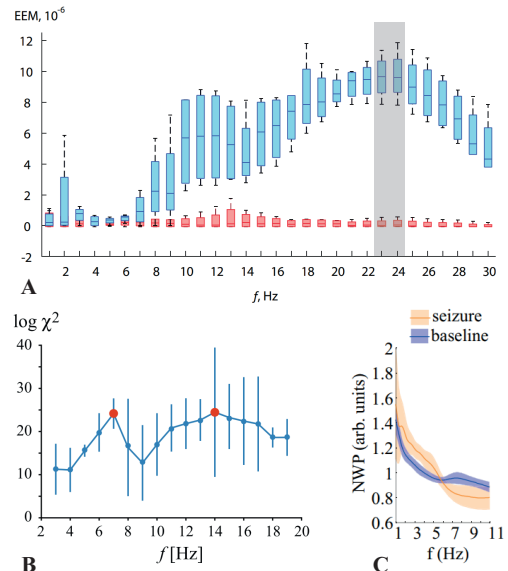 EEM, 10⁻⁶
12
10
8
6
4
2
0
-2
2 4 6 8 10 12 14 16 18 20 22 24 26 28 30
f, Hz
A
log χ²
40
30
20
10
0
2 4 6 8 10 12 14 16 18 20
f [Hz]
B
seizure
baseline
NWP (arb. units)
2
1.8
1.6
1.4
1.2
1
0.8
0.6
1 3 5 7 9 11
f (Hz)
C